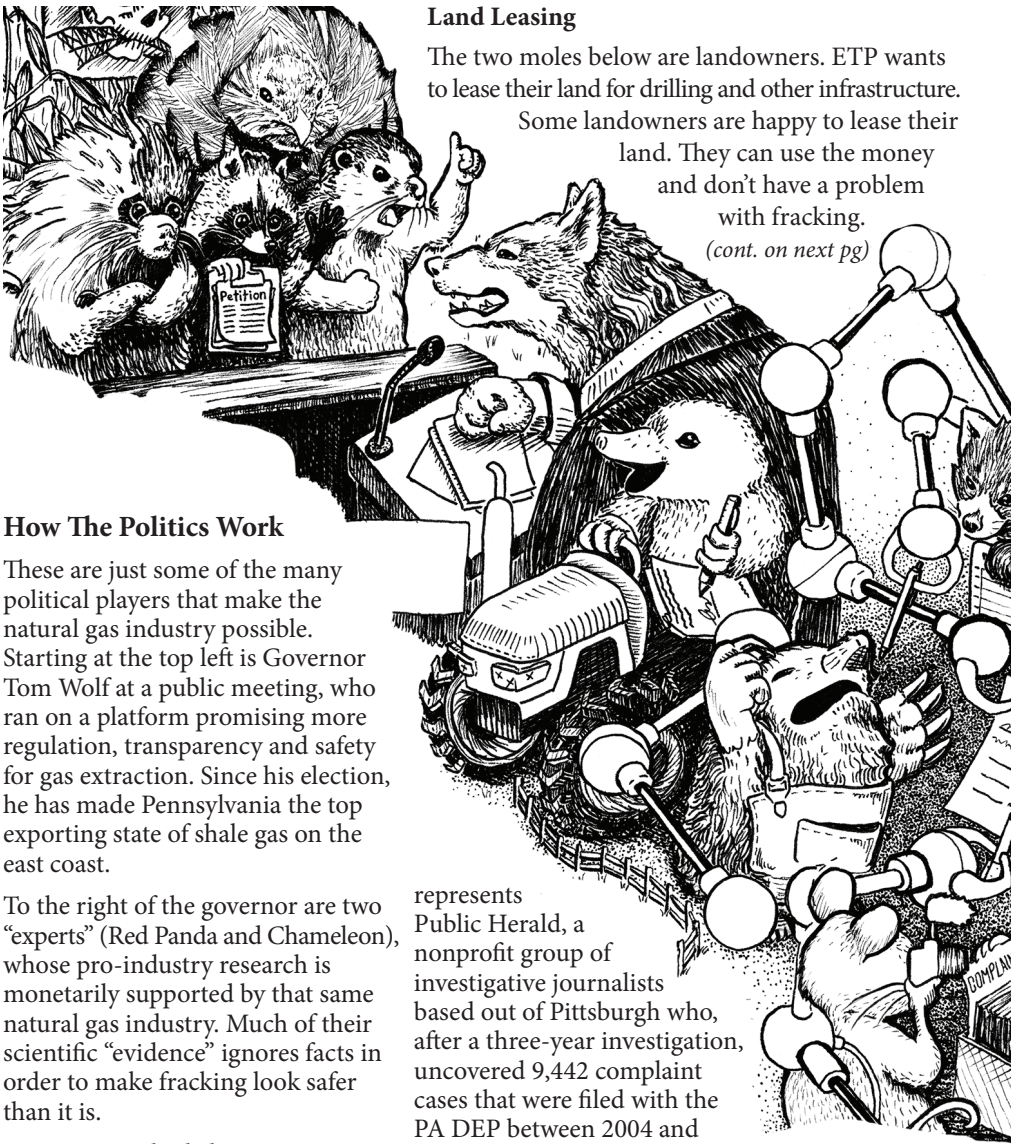 Land Leasing
The two moles below are landowners. ETP wants
to lease their land for drilling and other infrastructure.
Some landowners are happy to lease their
land. They can use the money
and don’t have a problem
with fracking.
(cont. on next pg)
Petition
How The Politics Work
These are just some of the many
political players that make the
natural gas industry possible.
Starting at the top left is Governor
Tom Wolf at a public meeting, who
ran on a platform promising more
regulation, transparency and safety
for gas extraction. Since his election,
he has made Pennsylvania the top
exporting state of shale gas on the
east coast.
To the right of the governor are two
“experts” (Red Panda and Chameleon),
whose pro-industry research is
monetarily supported by that same
natural gas industry. Much of their
scientific “evidence” ignores facts in
order to make fracking look safer
than it is.
represents
Public Herald, a
nonprofit group of
investigative journalists
based out of Pittsburgh who,
after a three-year investigation,
uncovered 9,442 complaint
cases that were filed with the
PA DEP between 2004 and
COMPLAIN